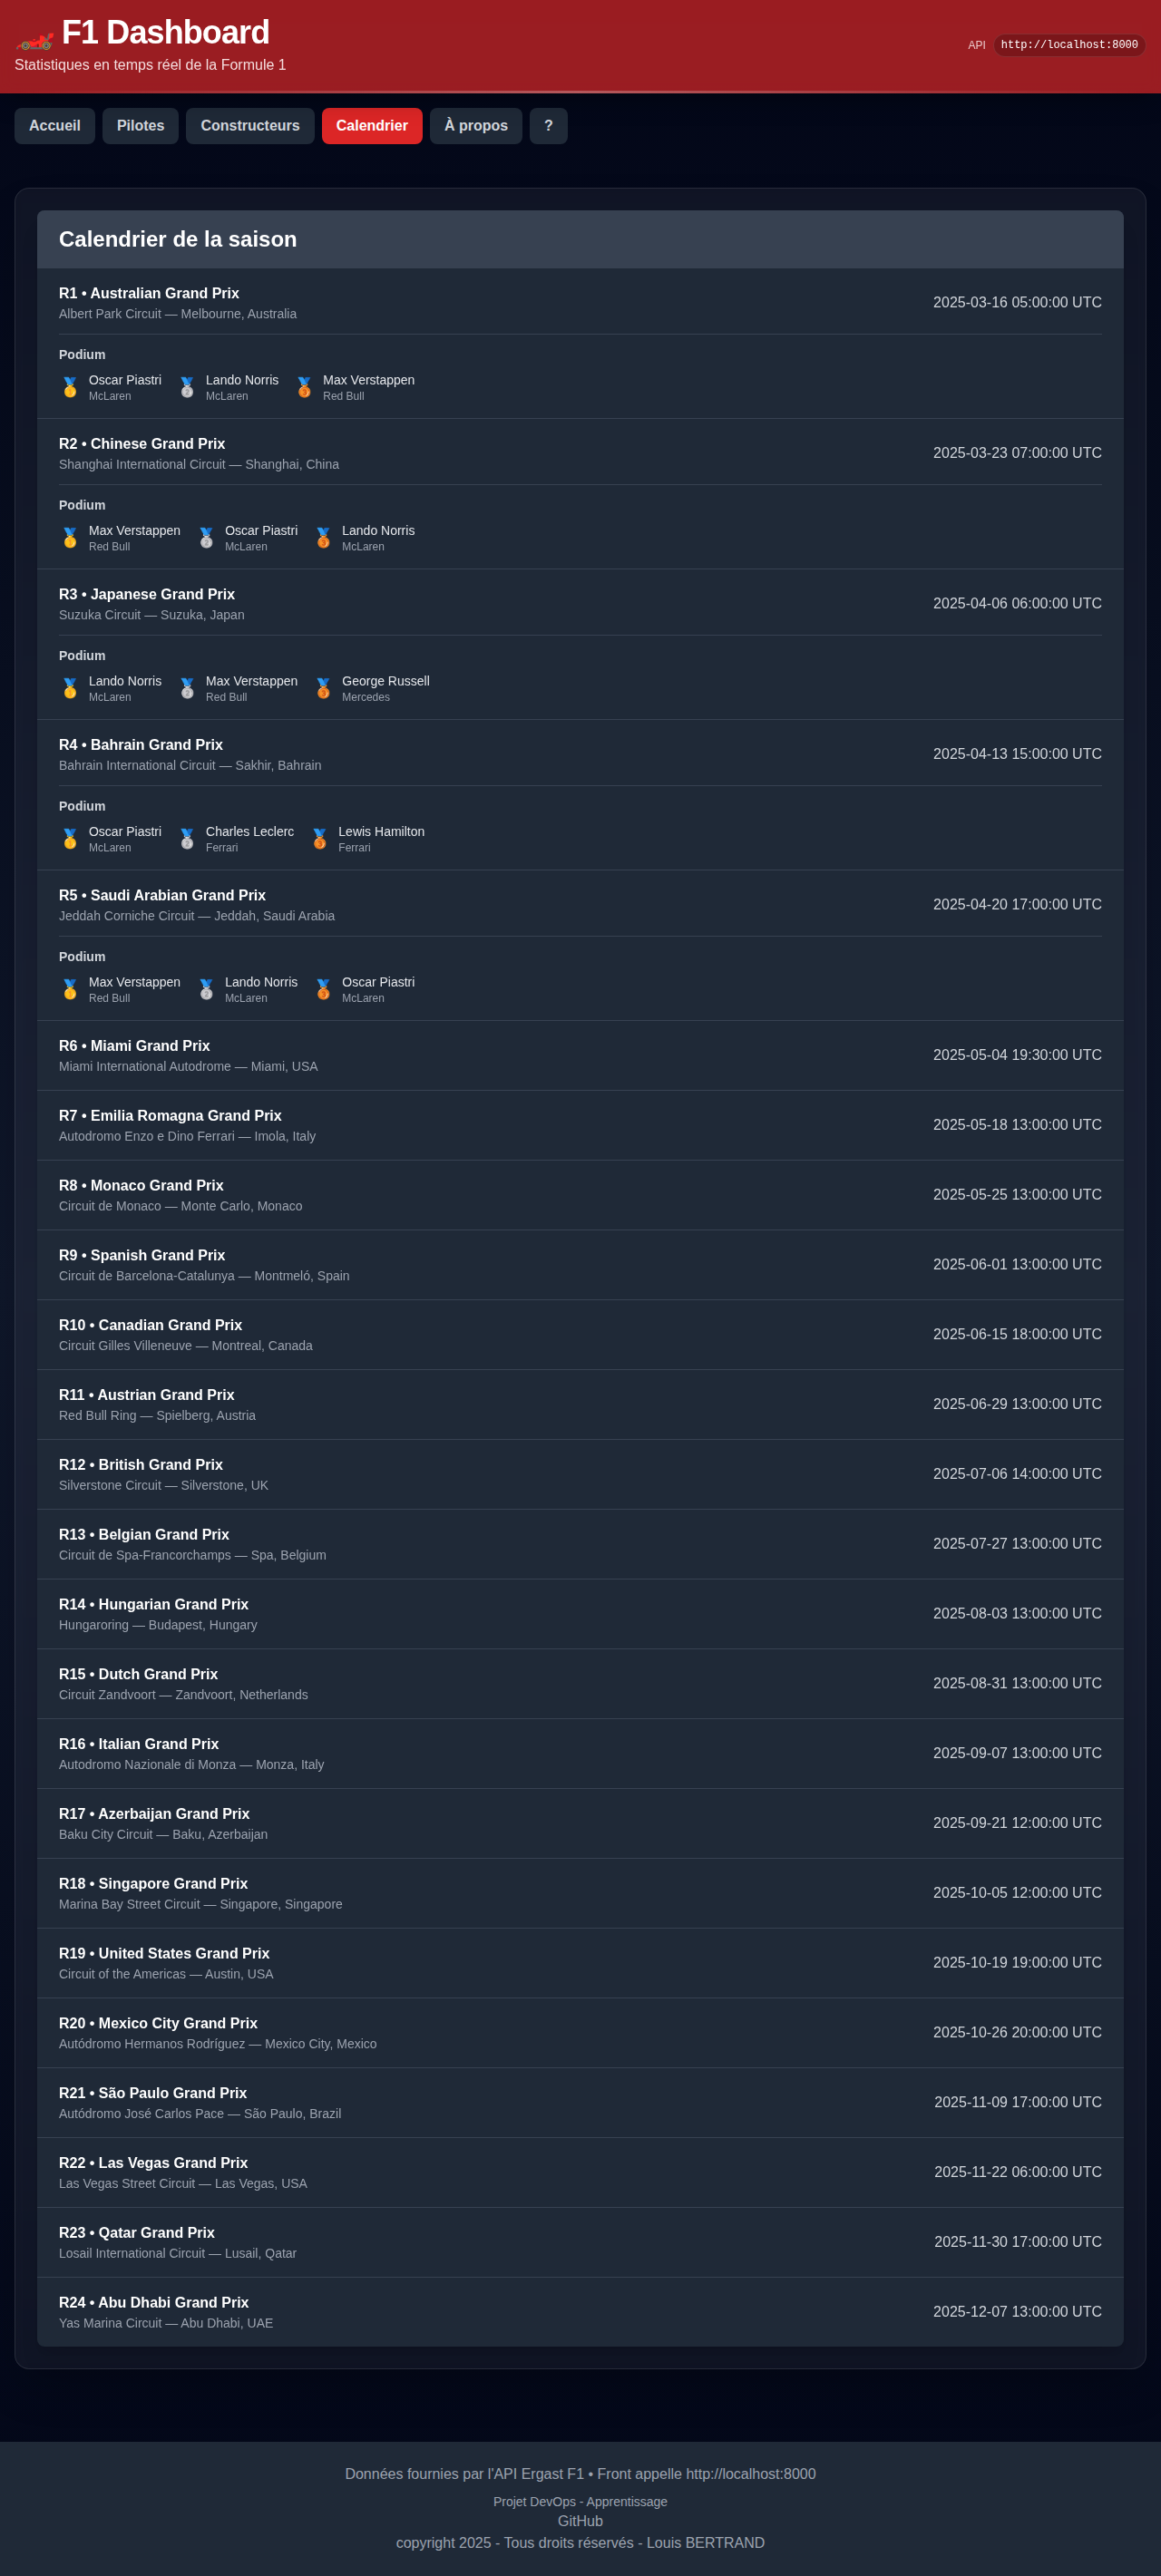 F1 Dashboard
Statistiques en temps réel de la Formule 1
API http://localhost:8000
Accueil Pilotes Constructeurs Calendrier À propos ?
Calendrier de la saison
R1 • Australian Grand Prix
Albert Park Circuit — Melbourne, Australia
2025-03-16 05:00:00 UTC
Podium
Oscar Piastri Lando Norris Max Verstappen
McLaren McLaren Red Bull
R2 • Chinese Grand Prix
Shanghai International Circuit — Shanghai, China
2025-03-23 07:00:00 UTC
Podium
Max Verstappen Oscar Piastri Lando Norris
Red Bull McLaren McLaren
R3 • Japanese Grand Prix
Suzuka Circuit — Suzuka, Japan
2025-04-06 06:00:00 UTC
Podium
Lando Norris Max Verstappen George Russell
McLaren Red Bull Mercedes
R4 • Bahrain Grand Prix
Bahrain International Circuit — Sakhir, Bahrain
2025-04-13 15:00:00 UTC
Podium
Oscar Piastri Charles Leclerc Lewis Hamilton
McLaren Ferrari Ferrari
R5 • Saudi Arabian Grand Prix
Jeddah Corniche Circuit — Jeddah, Saudi Arabia
2025-04-20 17:00:00 UTC
Podium
Max Verstappen Lando Norris Oscar Piastri
Red Bull McLaren McLaren
R6 • Miami Grand Prix
Miami International Autodrome — Miami, USA
2025-05-04 19:30:00 UTC
R7 • Emilia Romagna Grand Prix
Autodromo Enzo e Dino Ferrari — Imola, Italy
2025-05-18 13:00:00 UTC
R8 • Monaco Grand Prix
Circuit de Monaco — Monte Carlo, Monaco
2025-05-25 13:00:00 UTC
R9 • Spanish Grand Prix
Circuit de Barcelona-Catalunya — Montmeló, Spain
2025-06-01 13:00:00 UTC
R10 • Canadian Grand Prix
Circuit Gilles Villeneuve — Montreal, Canada
2025-06-15 18:00:00 UTC
R11 • Austrian Grand Prix
Red Bull Ring — Spielberg, Austria
2025-06-29 13:00:00 UTC
R12 • British Grand Prix
Silverstone Circuit — Silverstone, UK
2025-07-06 14:00:00 UTC
R13 • Belgian Grand Prix
Circuit de Spa-Francorchamps — Spa, Belgium
2025-07-27 13:00:00 UTC
R14 • Hungarian Grand Prix
Hungaroring — Budapest, Hungary
2025-08-03 13:00:00 UTC
R15 • Dutch Grand Prix
Circuit Zandvoort — Zandvoort, Netherlands
2025-08-31 13:00:00 UTC
R16 • Italian Grand Prix
Autodromo Nazionale di Monza — Monza, Italy
2025-09-07 13:00:00 UTC
R17 • Azerbaijan Grand Prix
Baku City Circuit — Baku, Azerbaijan
2025-09-21 12:00:00 UTC
R18 • Singapore Grand Prix
Marina Bay Street Circuit — Singapore, Singapore
2025-10-05 12:00:00 UTC
R19 • United States Grand Prix
Circuit of the Americas — Austin, USA
2025-10-19 19:00:00 UTC
R20 • Mexico City Grand Prix
Autódromo Hermanos Rodríguez — Mexico City, Mexico
2025-10-26 20:00:00 UTC
R21 • São Paulo Grand Prix
Autódromo José Carlos Pace — São Paulo, Brazil
2025-11-09 17:00:00 UTC
R22 • Las Vegas Grand Prix
Las Vegas Street Circuit — Las Vegas, USA
2025-11-22 06:00:00 UTC
R23 • Qatar Grand Prix
Losail International Circuit — Lusail, Qatar
2025-11-30 17:00:00 UTC
R24 • Abu Dhabi Grand Prix
Yas Marina Circuit — Abu Dhabi, UAE
2025-12-07 13:00:00 UTC
Données fournies par l'API Ergast F1 • Front appelle http://localhost:8000
Projet DevOps - Apprentissage
GitHub
copyright 2025 - Tous droits réservés - Louis BERTRAND